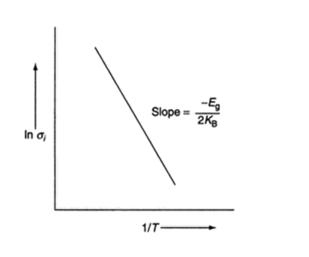 ln σi
Slope = -Eg / 2KB
1/T